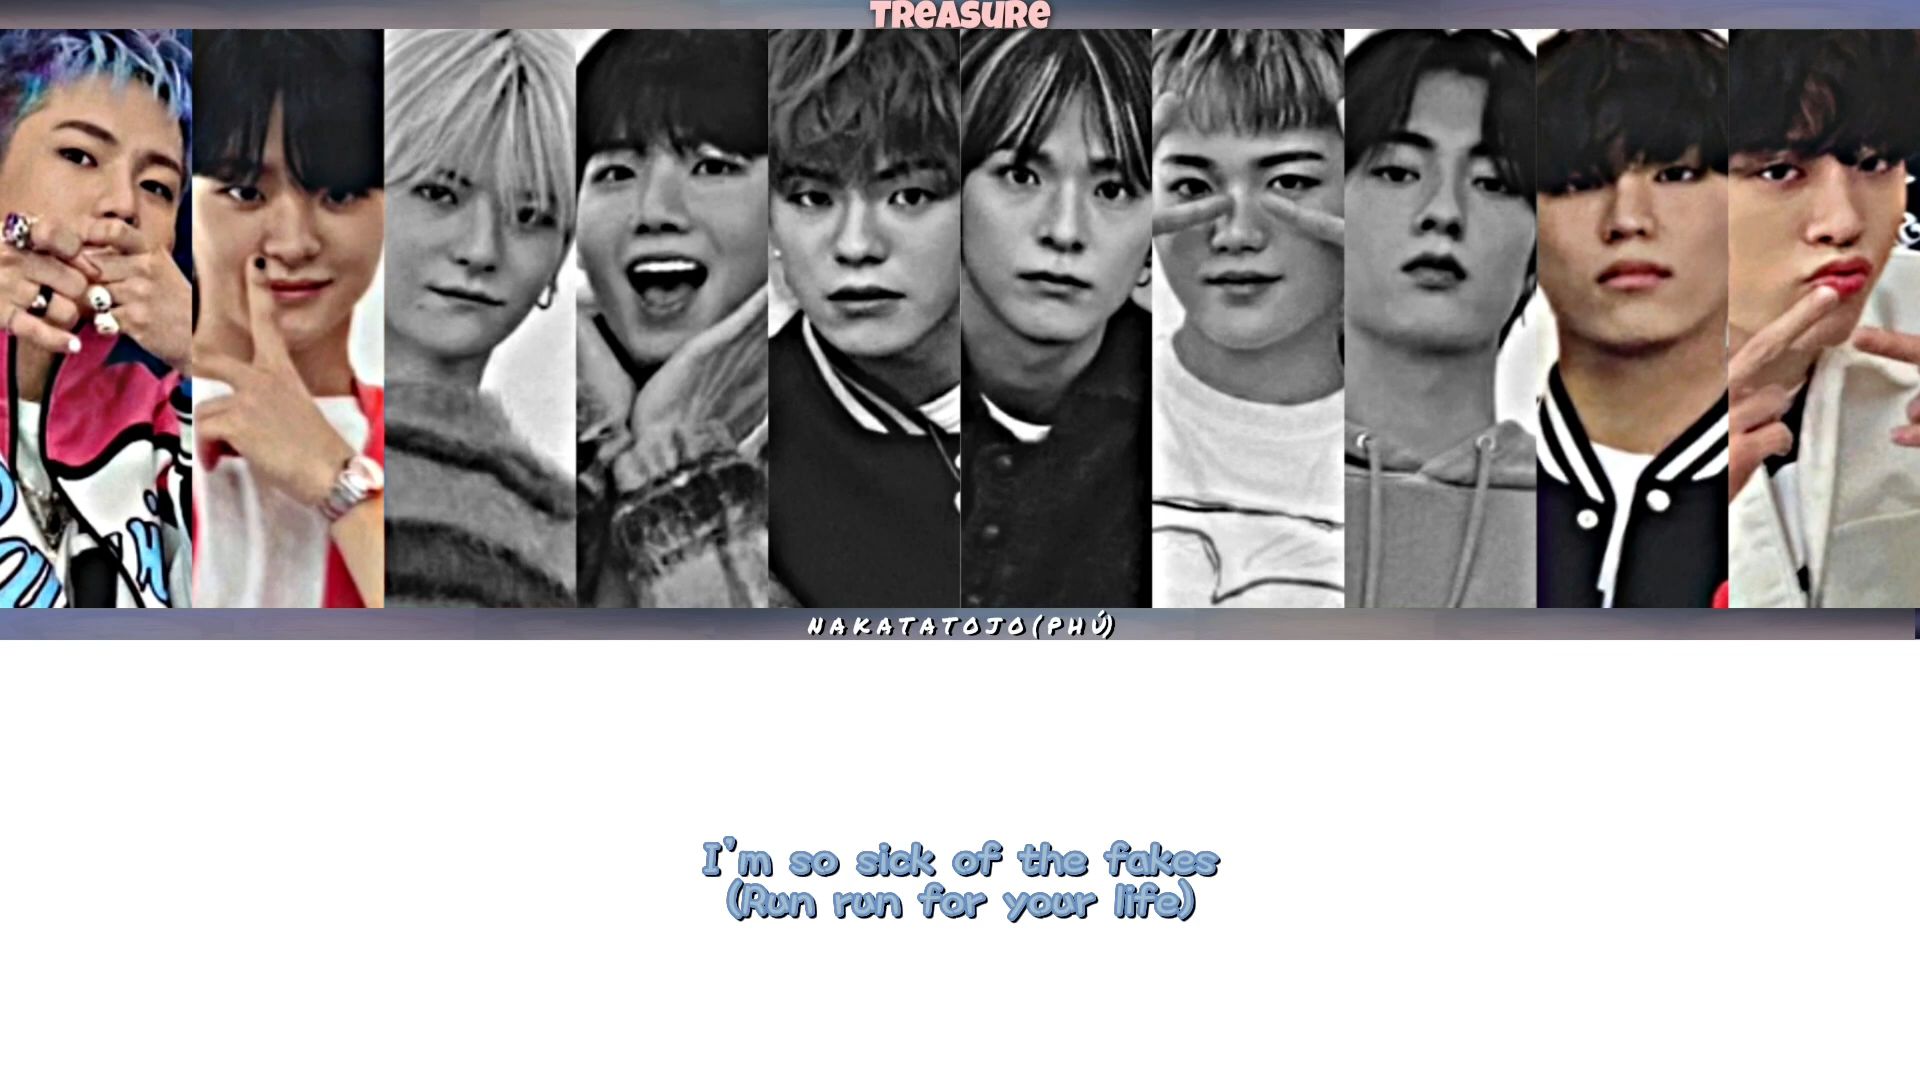 TREASURE
NAKATATOJO(PHÚ)
I'm so sick of the fakes
(Run run for your life)